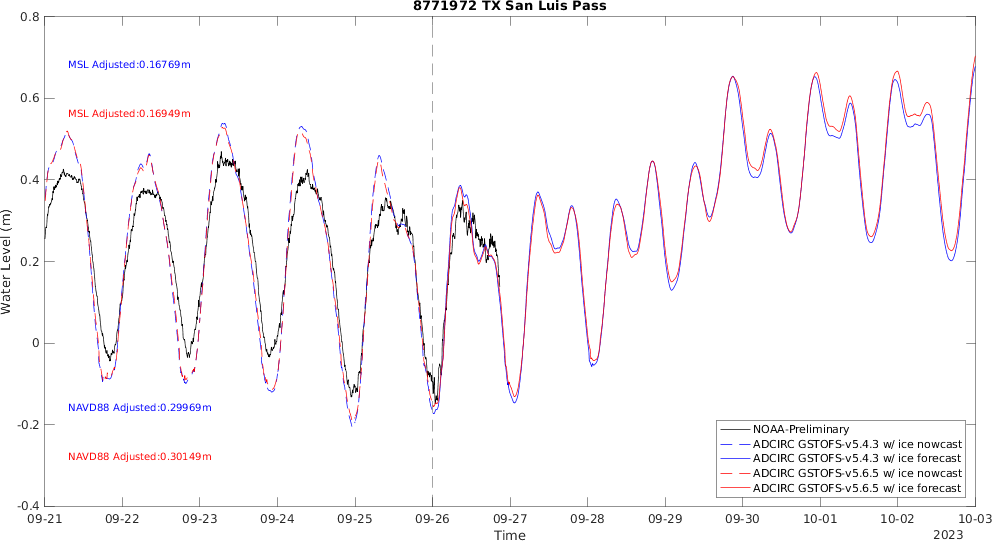 8771972 TX San Luis Pass
0.8
0.6
0.4
0.2
0
-0.2
-0.4
Water Level (m)
MSL Adjusted:0.16769m
MSL Adjusted:0.16949m
NAVD88 Adjusted:0.29969m
NAVD88 Adjusted:0.30149m
NOAA-Preliminary
ADCIRC GSTOFS-v5.4.3 w/ ice nowcast
ADCIRC GSTOFS-v5.4.3 w/ ice forecast
ADCIRC GSTOFS-v5.6.5 w/ ice nowcast
ADCIRC GSTOFS-v5.6.5 w/ ice forecast
09-21 09-22 09-23 09-24 09-25 09-26 09-27 09-28 09-29 09-30 10-01 10-02 10-03
Time
2023